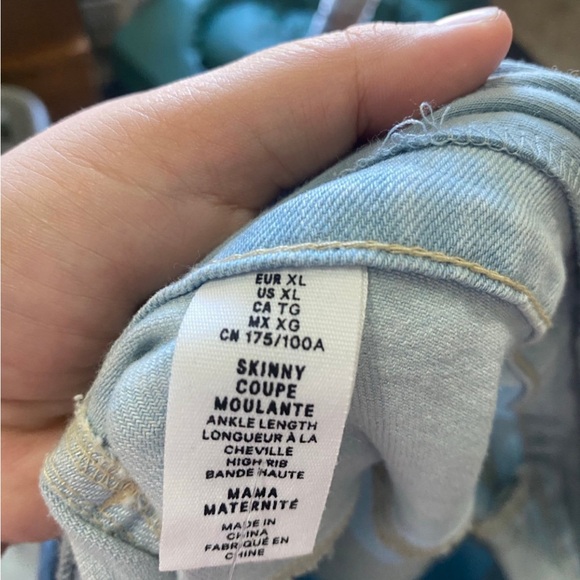 EUR XL
US XL
CA TG
MX XG
CN 175/100A
SKINNY
COUPE
MOULANTE
ANKLE LENGTH
LONGUEUR À LA
CHEVILLE
HIGH RIB
BANDE HAUTE
MAMA
MATERNITÉ
MADE IN
CHINA
FABRIQUÉ EN
CHINE